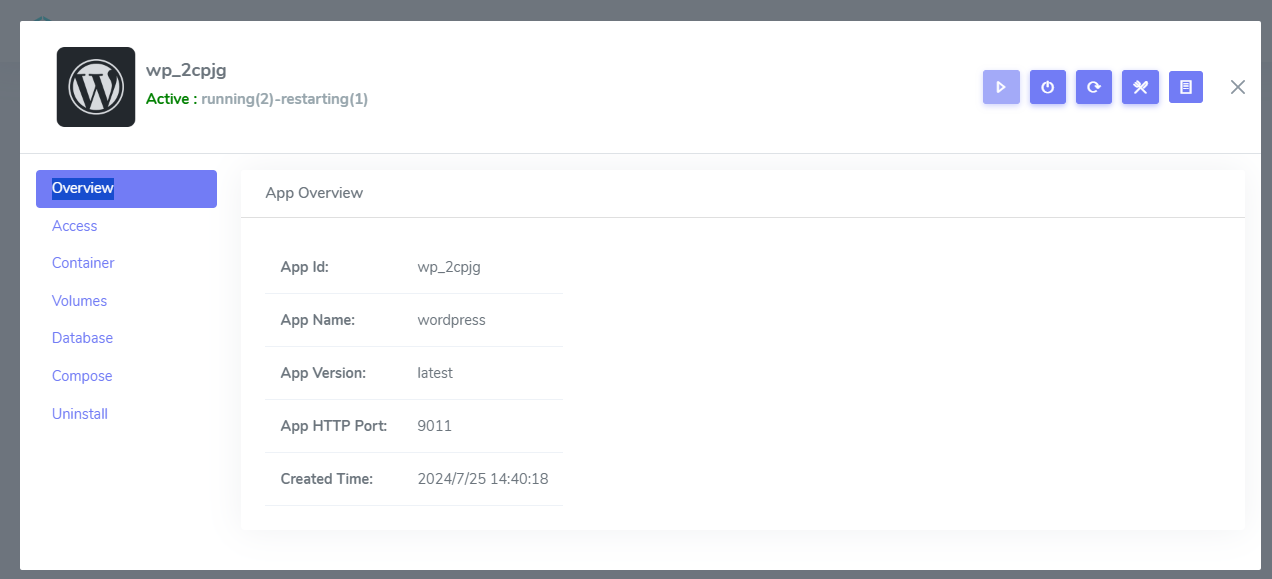 wp_2cpjg
Active : running(2)-restarting(1)
Overview
Access
Container
Volumes
Database
Compose
Uninstall
App Overview
App Id: wp_2cpjg
App Name: wordpress
App Version: latest
App HTTP Port: 9011
Created Time: 2024/7/25 14:40:18